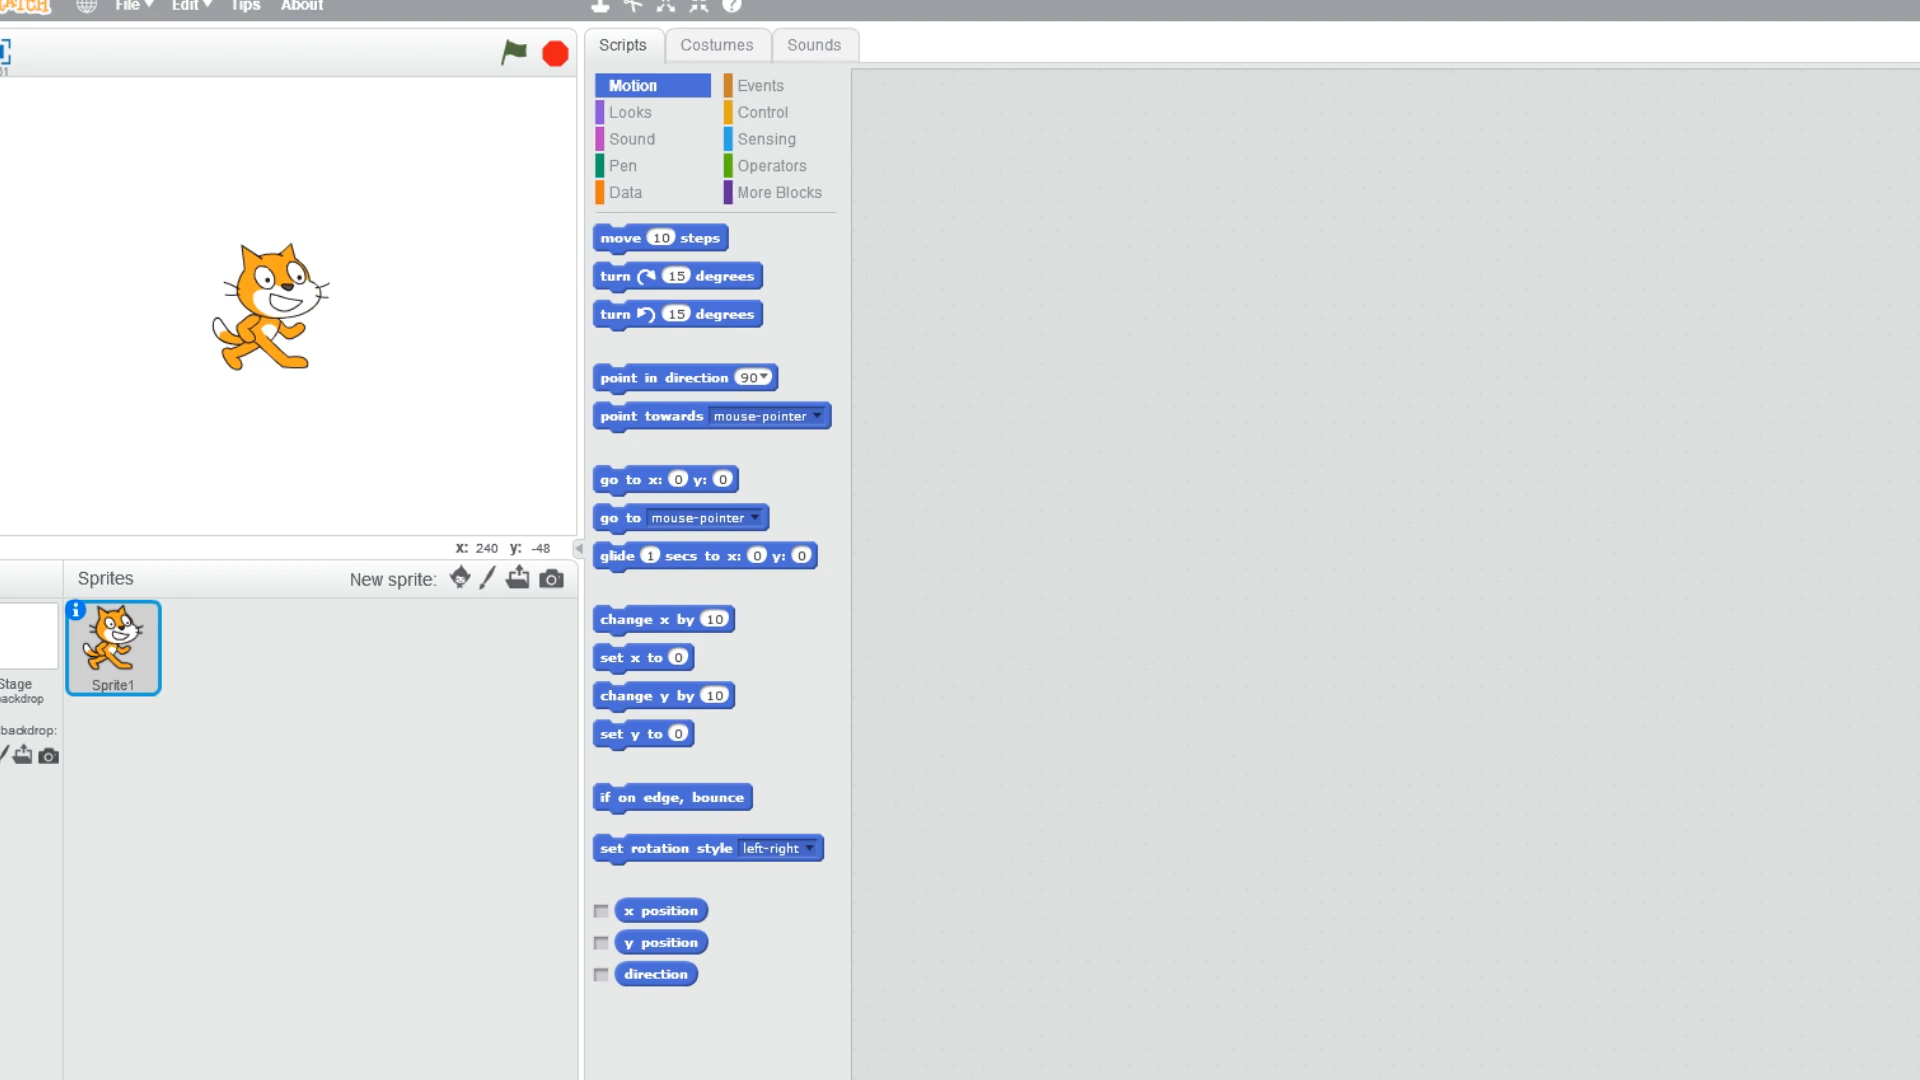 File Edit Tips About
Scripts Costumes Sounds
Motion Events
Looks Control
Sound Sensing
Pen Operators
Data More Blocks
move 10 steps
turn 15 degrees
turn 15 degrees
point in direction 90
point towards mouse-pointer
go to x: 0 y: 0
go to mouse-pointer
glide 1 secs to x: 0 y: 0
change x by 10
set x to 0
change y by 10
set y to 0
if on edge, bounce
set rotation style left-right
x position
y position
direction
x: 240 y: -48
Sprites New sprite:
Sprite1
Stage
backdrop
backdrop: